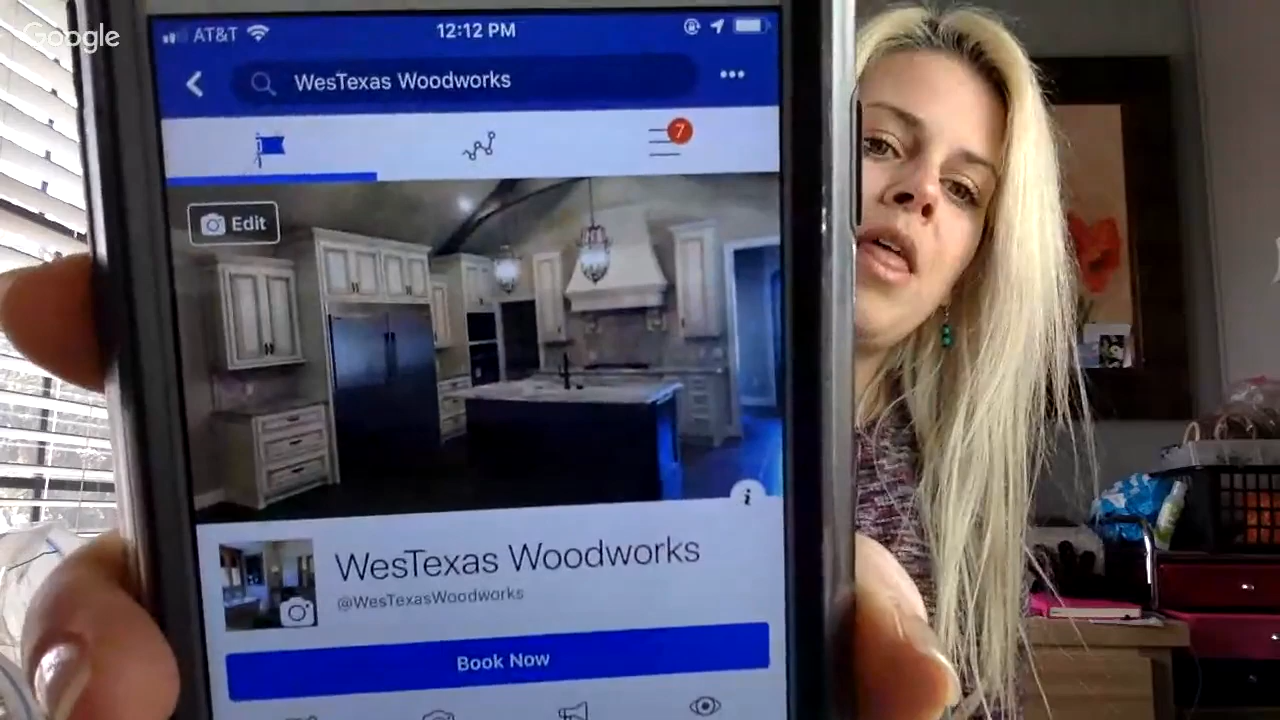 Google
AT&T 12:12 PM
WesTexas Woodworks
7
Edit
i
WesTexas Woodworks
@WesTexasWoodworks
Book Now